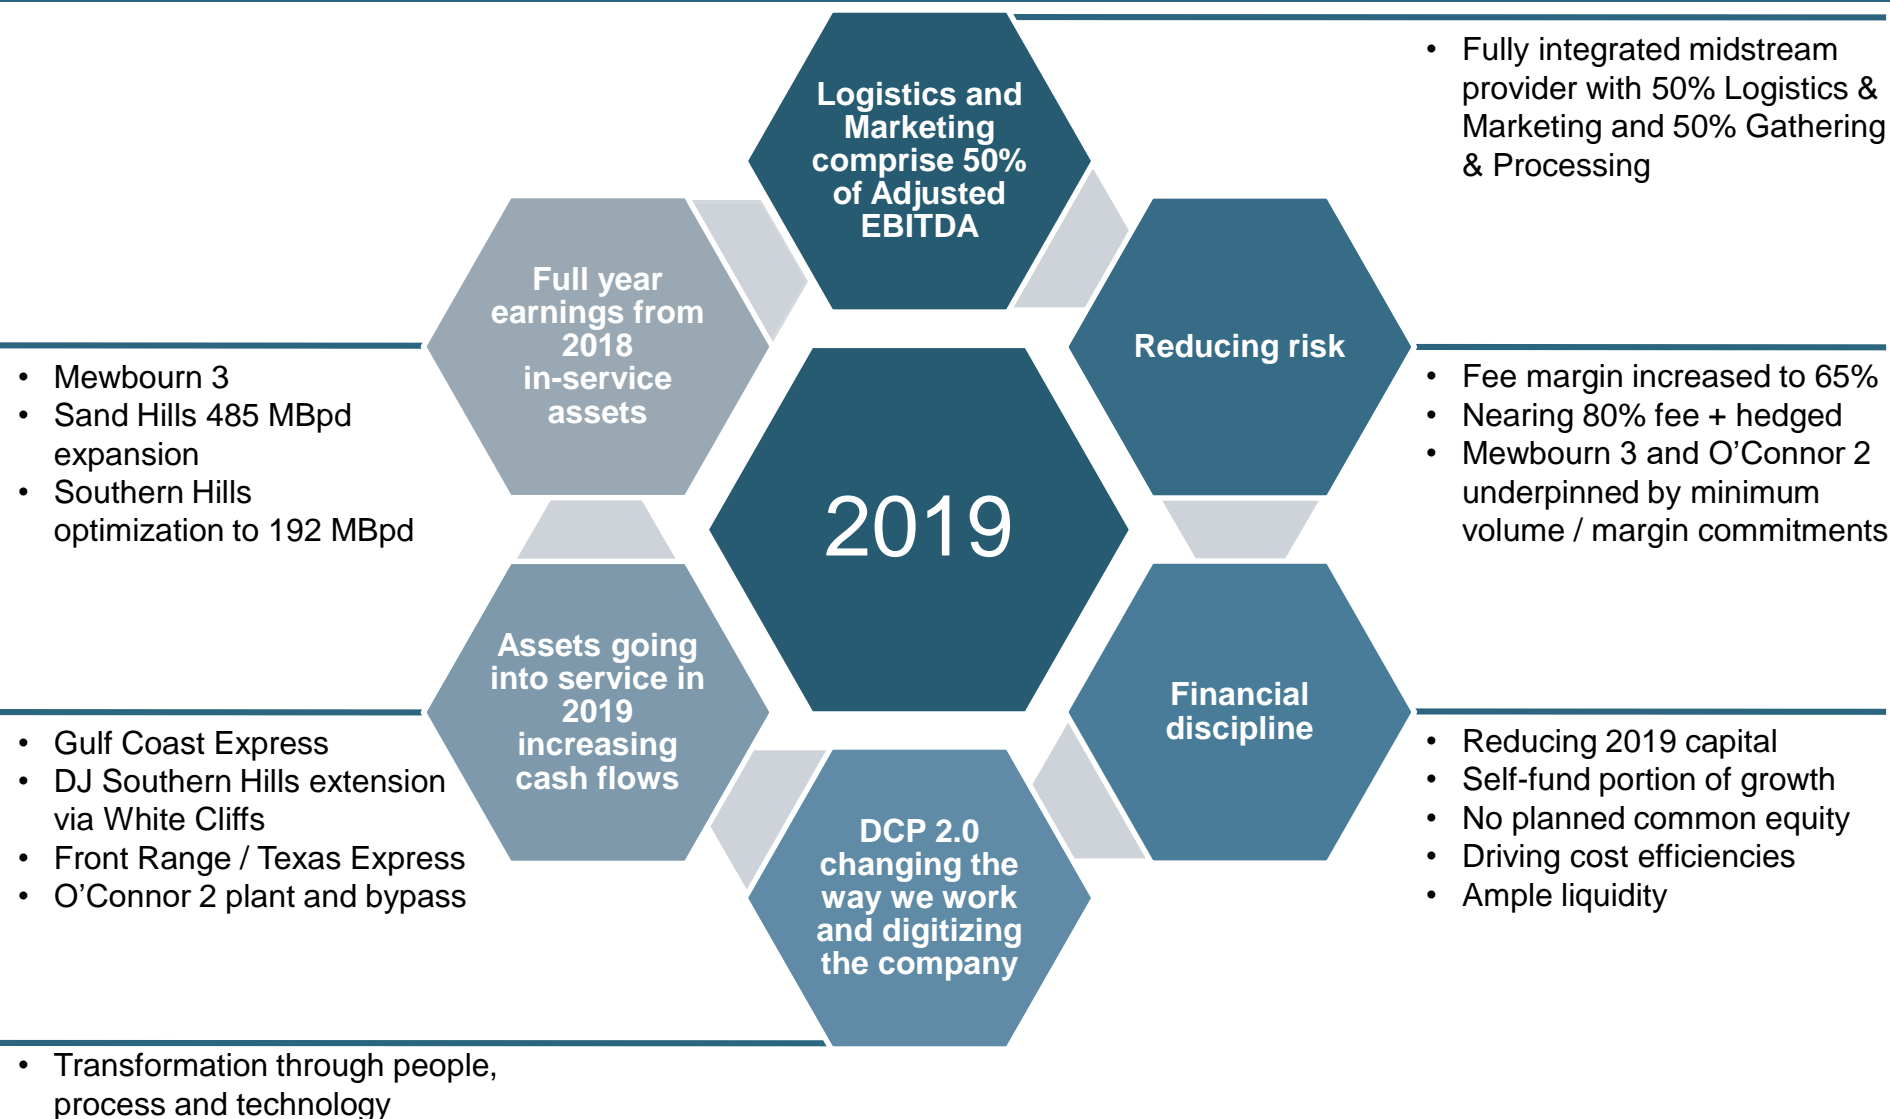 Logistics and
Marketing
comprise 50%
of Adjusted
EBITDA
• Fully integrated midstream
provider with 50% Logistics &
Marketing and 50% Gathering
& Processing
Reducing risk
• Fee margin increased to 65%
• Nearing 80% fee + hedged
• Mewbourn 3 and O’Connor 2
underpinned by minimum
volume / margin commitments
Financial
discipline
• Reducing 2019 capital
• Self-fund portion of growth
• No planned common equity
• Driving cost efficiencies
• Ample liquidity
DCP 2.0
changing the
way we work
and digitizing
the company
• Transformation through people,
process and technology
Assets going
into service in
2019
increasing
cash flows
• Gulf Coast Express
• DJ Southern Hills extension
via White Cliffs
• Front Range / Texas Express
• O’Connor 2 plant and bypass
Full year
earnings from
2018
in-service
assets
• Mewbourn 3
• Sand Hills 485 MBpd
expansion
• Southern Hills
optimization to 192 MBpd
2019